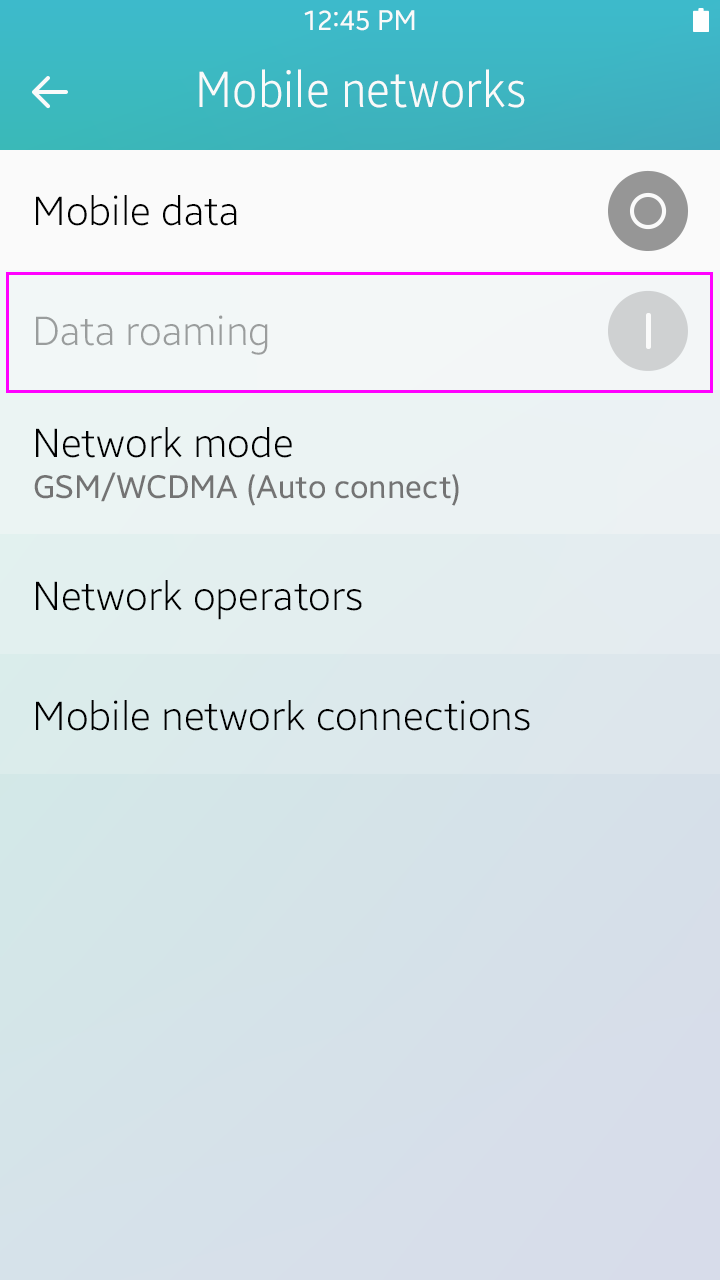 12:45 PM
Mobile networks
Mobile data
Data roaming
Network mode
GSM/WCDMA (Auto connect)
Network operators
Mobile network connections